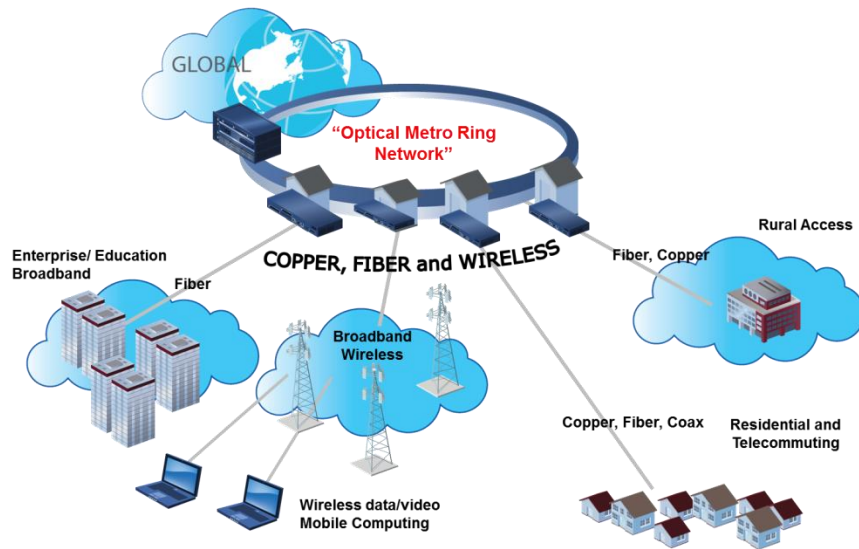 GLOBAL
“Optical Metro Ring
Network”
Rural Access
Enterprise/ Education
Broadband
COPPER, FIBER and WIRELESS
Fiber, Copper
Fiber
Broadband
Wireless
Copper, Fiber, Coax
Residential and
Telecommuting
Wireless data/video
Mobile Computing